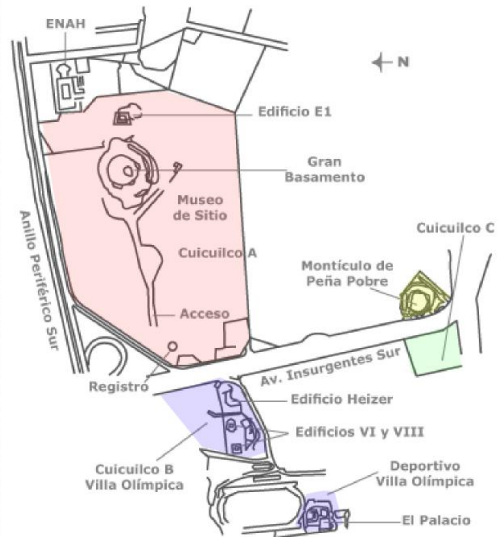 ENAH
N
Edificio E1
Gran
Basamento
Museo
de Sitio
Cuicuilco A
Cuicuilco C
Montículo de
Peña Pobre
Anillo Periférico Sur
Acceso
Av. Insurgentes Sur
Registro
Edificio Heizer
Edificios VI y VIII
Cuicuilco B
Villa Olímpica
Deportivo
Villa Olímpica
El Palacio